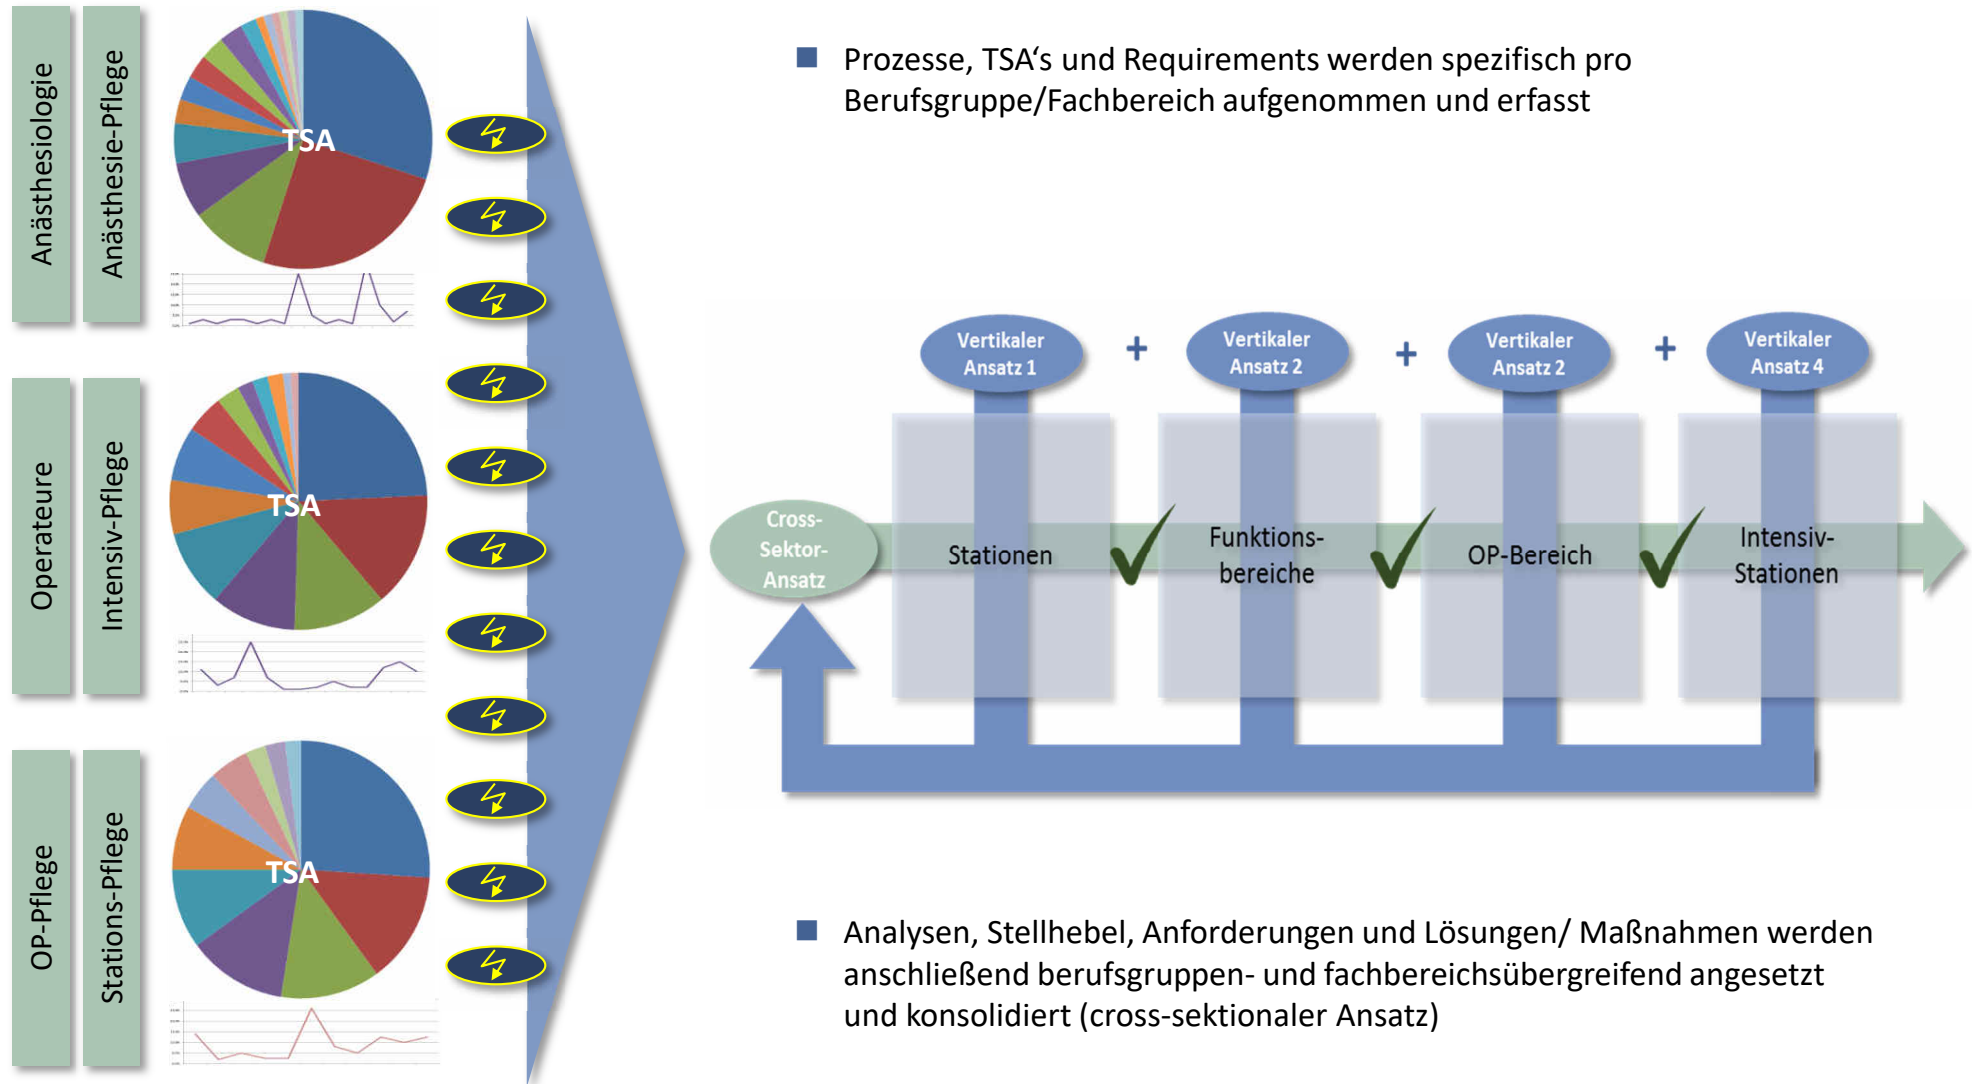 Anästhesiologie
Anästhesie-Pflege
TSA
Operateure
Intensiv-Pflege
TSA
OP-Pflege
Stations-Pflege
TSA
Prozesse, TSA‘s und Requirements werden spezifisch pro
Berufsgruppe/Fachbereich aufgenommen und erfasst
Vertikaler
Ansatz 1
+
Vertikaler
Ansatz 2
+
Vertikaler
Ansatz 2
+
Vertikaler
Ansatz 4
Cross-
Sektor-
Ansatz
Stationen
Funktions-
bereiche
OP-Bereich
Intensiv-
Stationen
Analysen, Stellhebel, Anforderungen und Lösungen/ Maßnahmen werden
anschließend berufsgruppen- und fachbereichsübergreifend angesetzt
und konsolidiert (cross-sektionaler Ansatz)